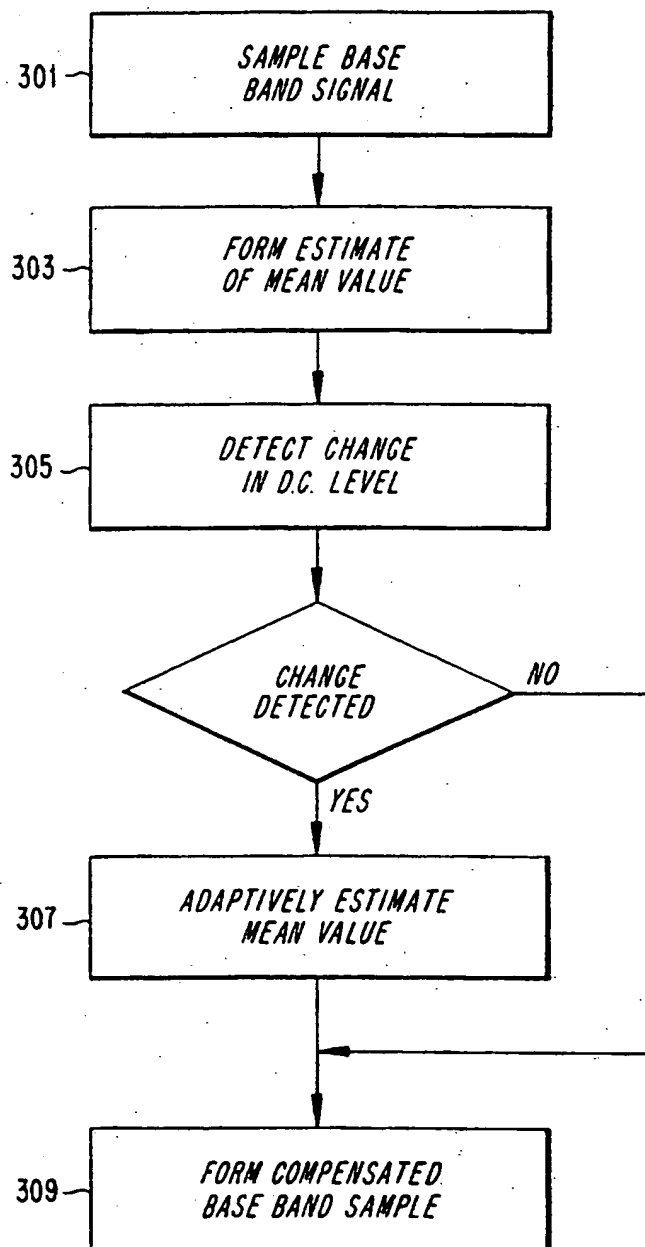 301
SAMPLE BASE
BAND SIGNAL
303
FORM ESTIMATE
OF MEAN VALUE
305
DETECT CHANGE
IN D.C. LEVEL
CHANGE
DETECTED
NO
YES
307
ADAPTIVELY ESTIMATE
MEAN VALUE
309
FORM COMPENSATED
BASE BAND SAMPLE